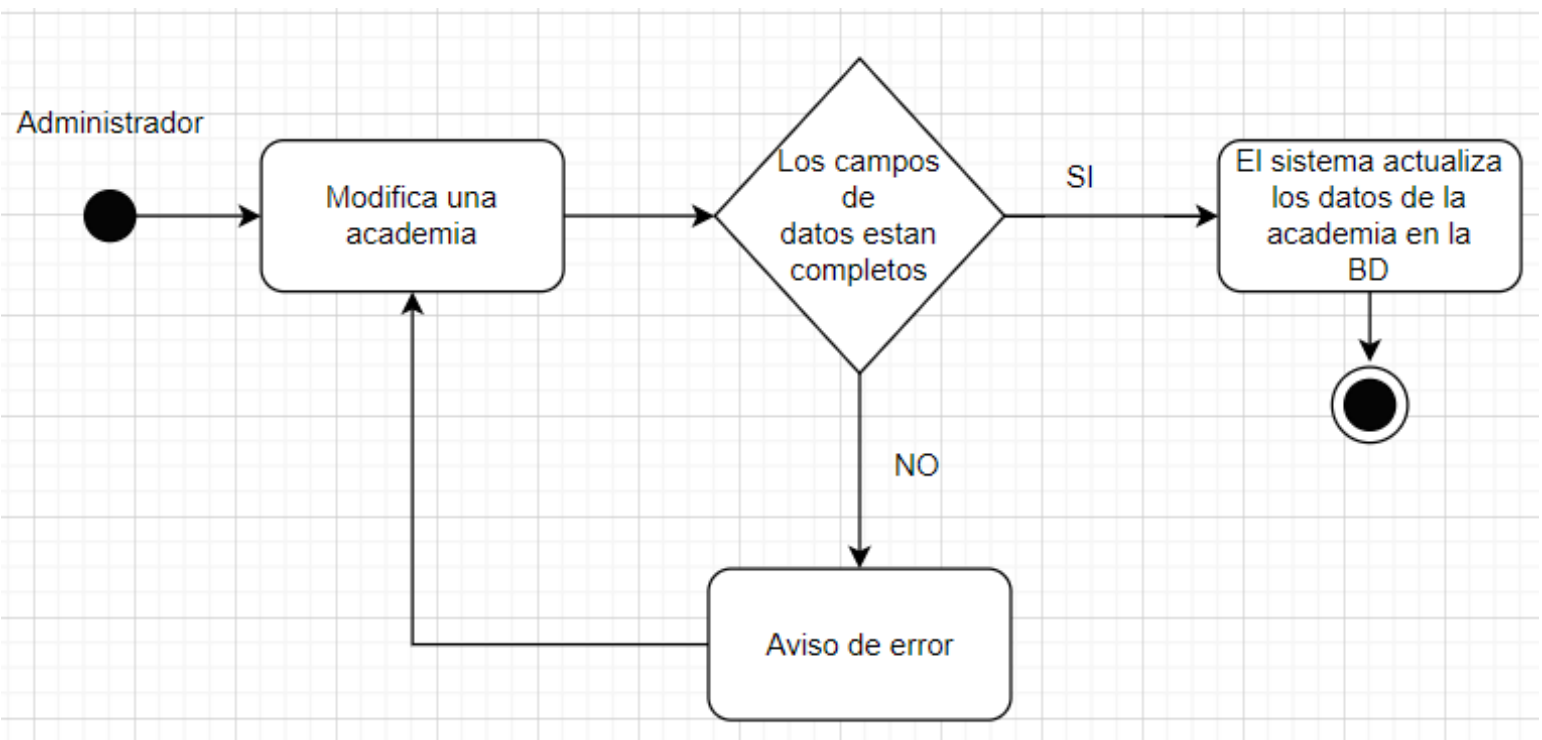 Administrador
Modifica una
academia
Los campos
de
datos estan
completos
SI
El sistema actualiza
los datos de la
academia en la
BD
NO
Aviso de error